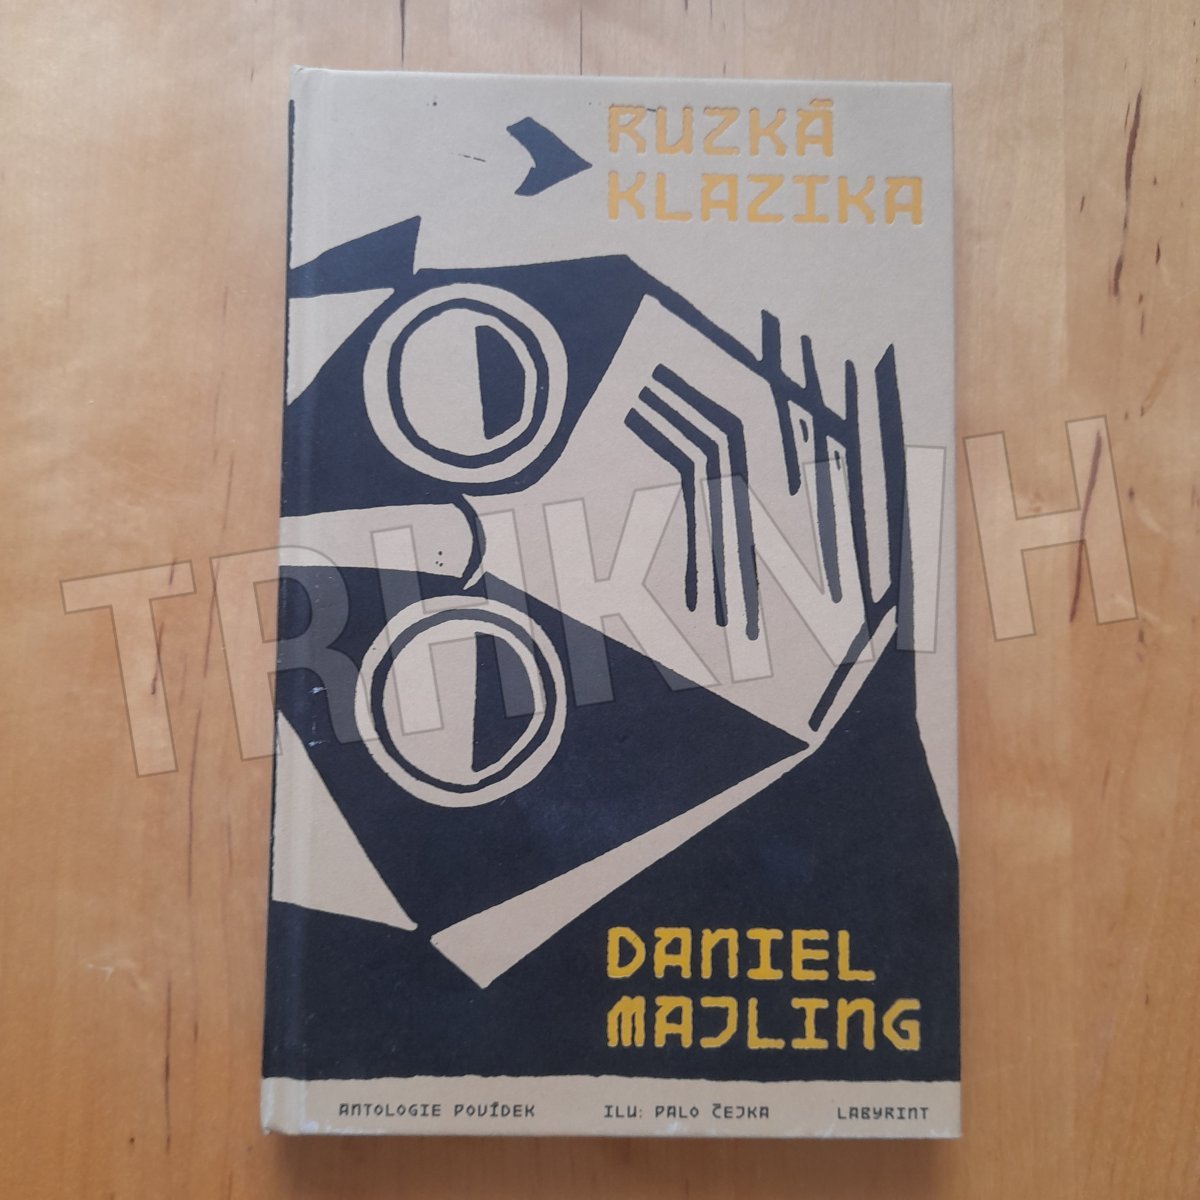 RUZKÁ
KLAZIKA
TRHKNIH
DANIEL
MAJLING
ANTOLOGIE POVÍDEK
ILU: PALO ČEJKA
LABYRINT